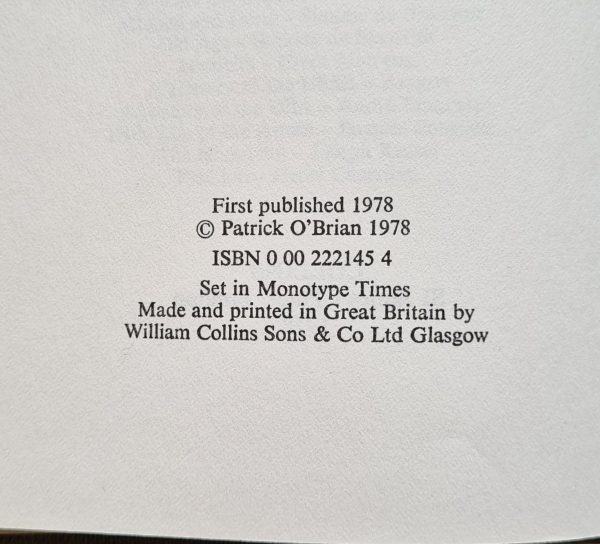 First published 1978
© Patrick O'Brian 1978
ISBN 0 00 222145 4
Set in Monotype Times
Made and printed in Great Britain by
William Collins Sons & Co Ltd Glasgow